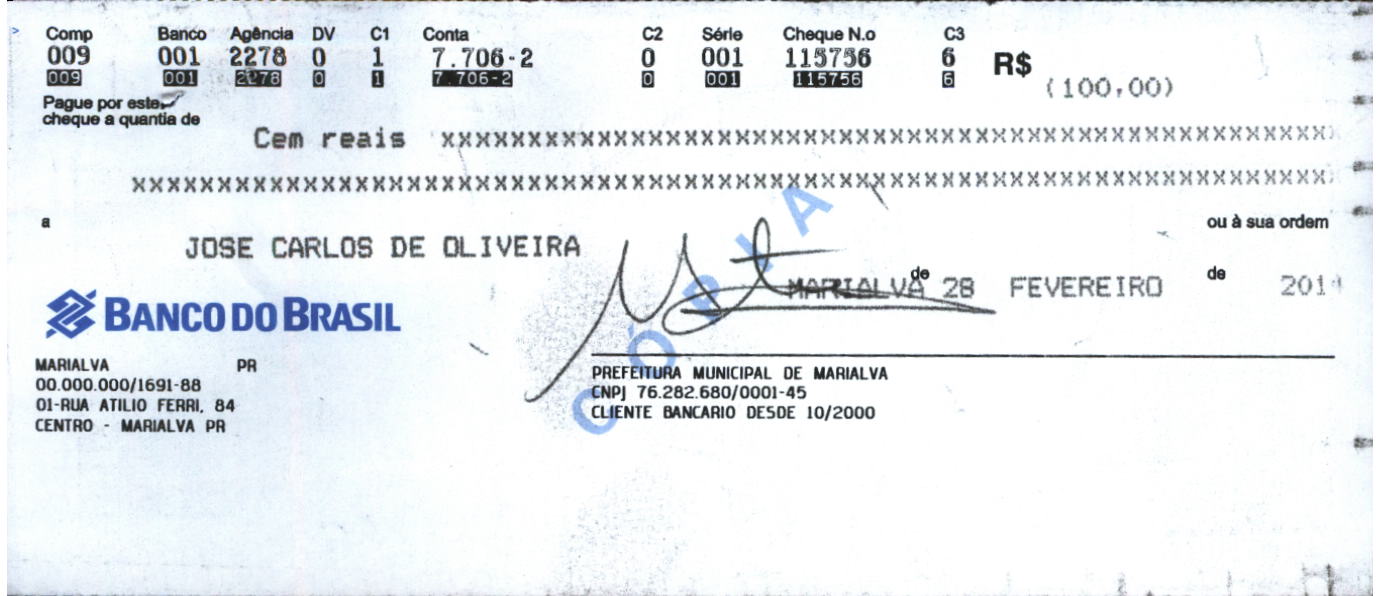 Comp Banco Agência DV C1 Conta C2 Série Cheque N.o C3
009 001 2278 0 1 7.706-2 0 001 115756 6 R$
009 001 2278 0 1 7.706-2 0 001 115756 6
(100,00)
Pague por este
cheque a quantia de
Cem reais xxxxxxxxxxxxxxxxxxxxxxxxxxxxxxxxxxxxxxxxxxxxxxxxxxxxxxxxxxxxxx
xxxxxxxxxxxxxxxxxxxxxxxxxxxxxxxxxxxxxxxxxxxxxxxxxxxxxxxxxxxxxxxxxxxxxxxxxxxxxxxxxxxx
a ou à sua ordem
JOSE CARLOS DE OLIVEIRA
MARIALVA de 28 FEVEREIRO de
BANCO DO BRASIL
CÓPIA
MARIALVA PR
00.000.000/1691-88
01-RUA ATILIO FERRI, 84
CENTRO - MARIALVA PR
PREFEITURA MUNICIPAL DE MARIALVA
CNPJ 76.282.680/0001-45
CLIENTE BANCARIO DESDE 10/2000